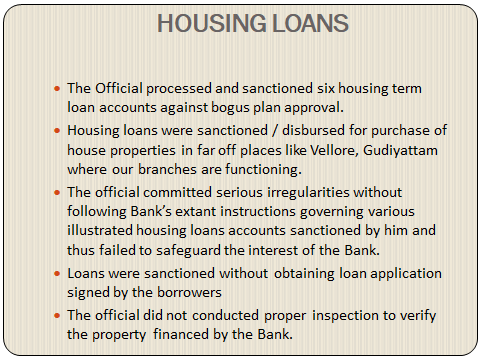 HOUSING LOANS
The Official processed and sanctioned six housing term
loan accounts against bogus plan approval.
Housing loans were sanctioned / disbursed for purchase of
house properties in far off places like Vellore, Gudiyattam
where our branches are functioning.
The official committed serious irregularities without
following Bank's extant instructions governing various
illustrated housing loans accounts sanctioned by him and
thus failed to safeguard the interest of the Bank.
Loans were sanctioned without obtaining loan application
signed by the borrowers
The official did not conducted proper inspection to verify
the property financed by the Bank.